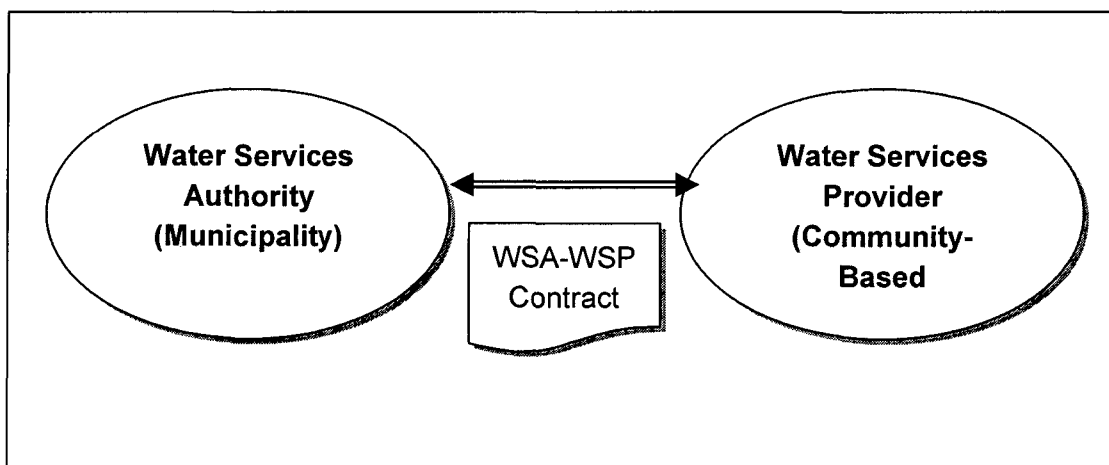 Water Services
Authority
(Municipality)
WSA-WSP
Contract
Water Services
Provider
(Community-
Based